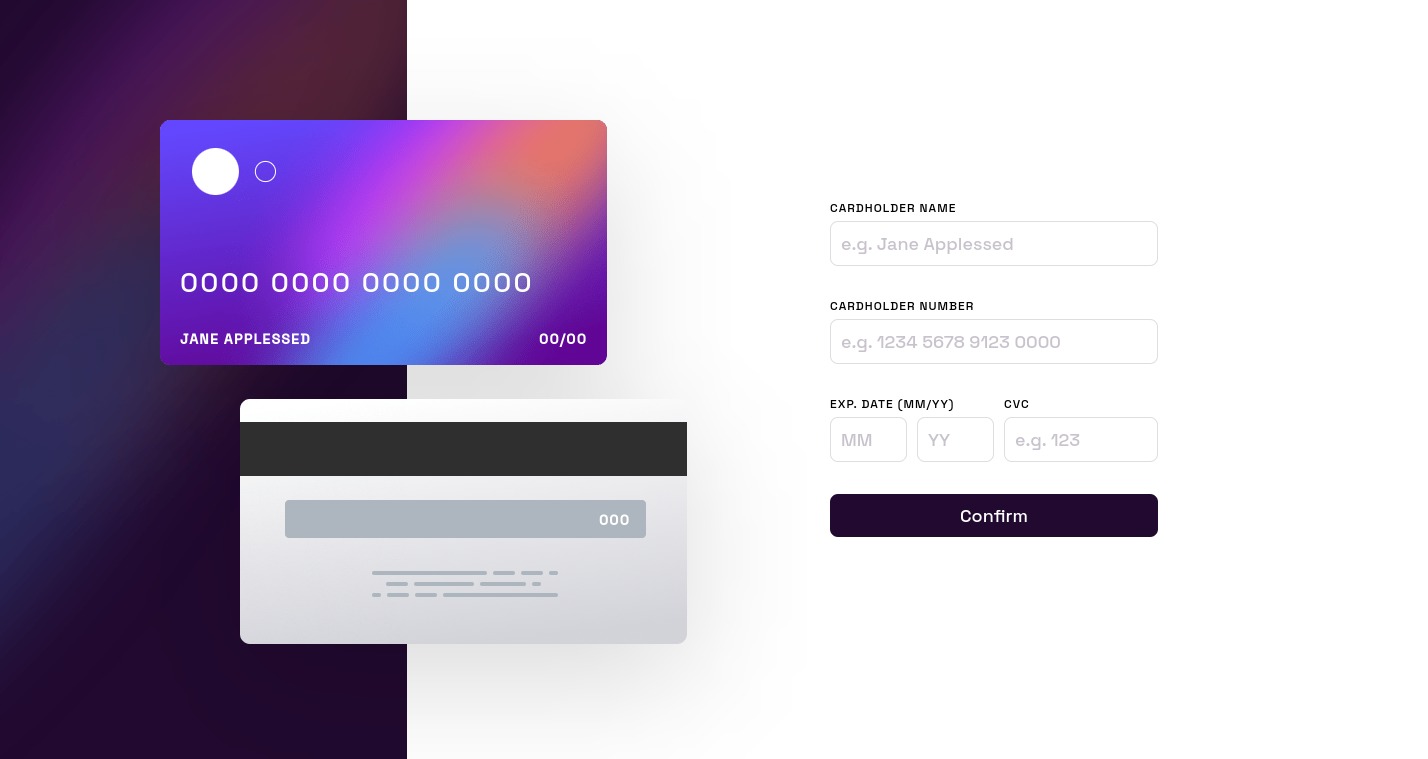 0000 0000 0000 0000
JANE APPLESSED 00/00
000
CARDHOLDER NAME
e.g. Jane Applessed
CARDHOLDER NUMBER
e.g. 1234 5678 9123 0000
EXP. DATE (MM/YY) CVC
MM YY e.g. 123
Confirm